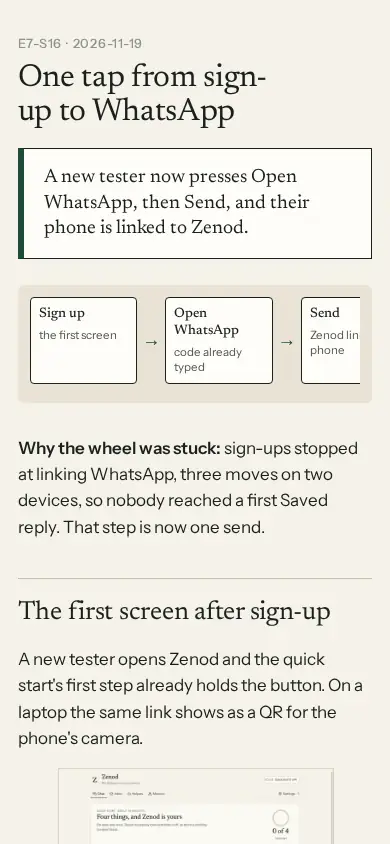 E7-S16 · 2026-11-19
One tap from sign-
up to WhatsApp
A new tester now presses Open
WhatsApp, then Send, and their
phone is linked to Zenod.
Sign up
the first screen
→
Open
WhatsApp
code already
typed
→
Send
Zenod lin
phone
Why the wheel was stuck: sign-ups stopped
at linking WhatsApp, three moves on two
devices, so nobody reached a first Saved
reply. That step is now one send.
The first screen after sign-up
A new tester opens Zenod and the quick
start's first step already holds the button. On a
laptop the same link shows as a QR for the
phone's camera.
Z Zenod
Settings
Four things, and Zenod is yours
0 of 4